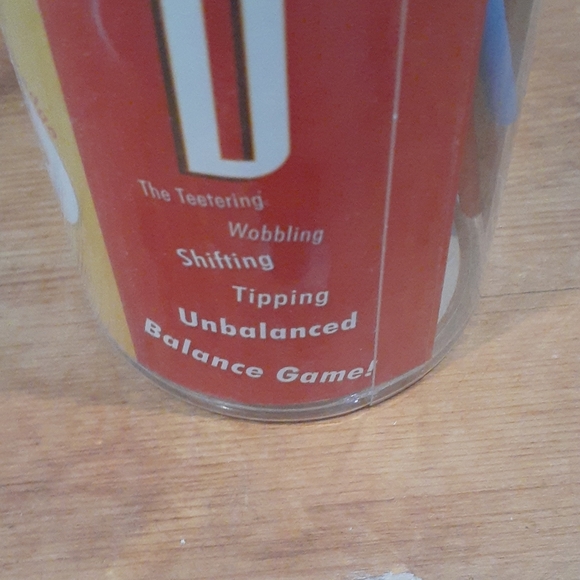 The Teetering
Wobbling
Shifting
Tipping
Unbalanced
Balance Game!